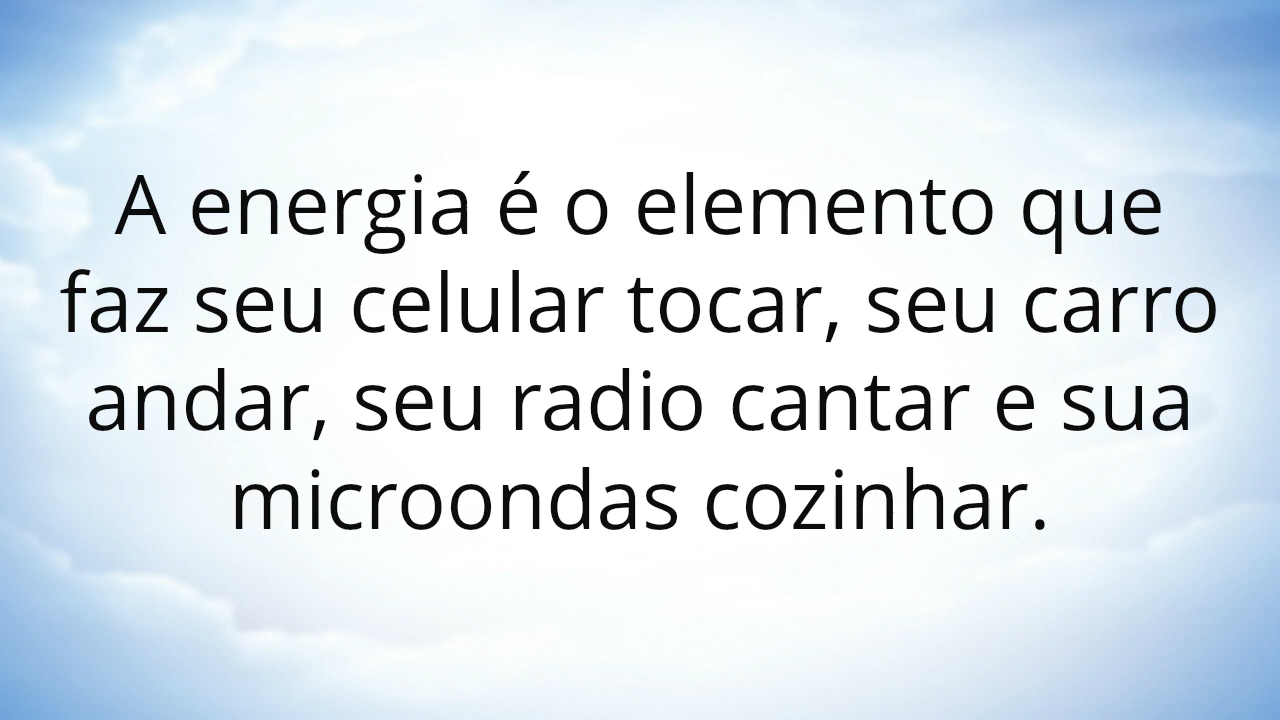 A energia é o elemento que
faz seu celular tocar, seu carro
andar, seu radio cantar e sua
microondas cozinhar.